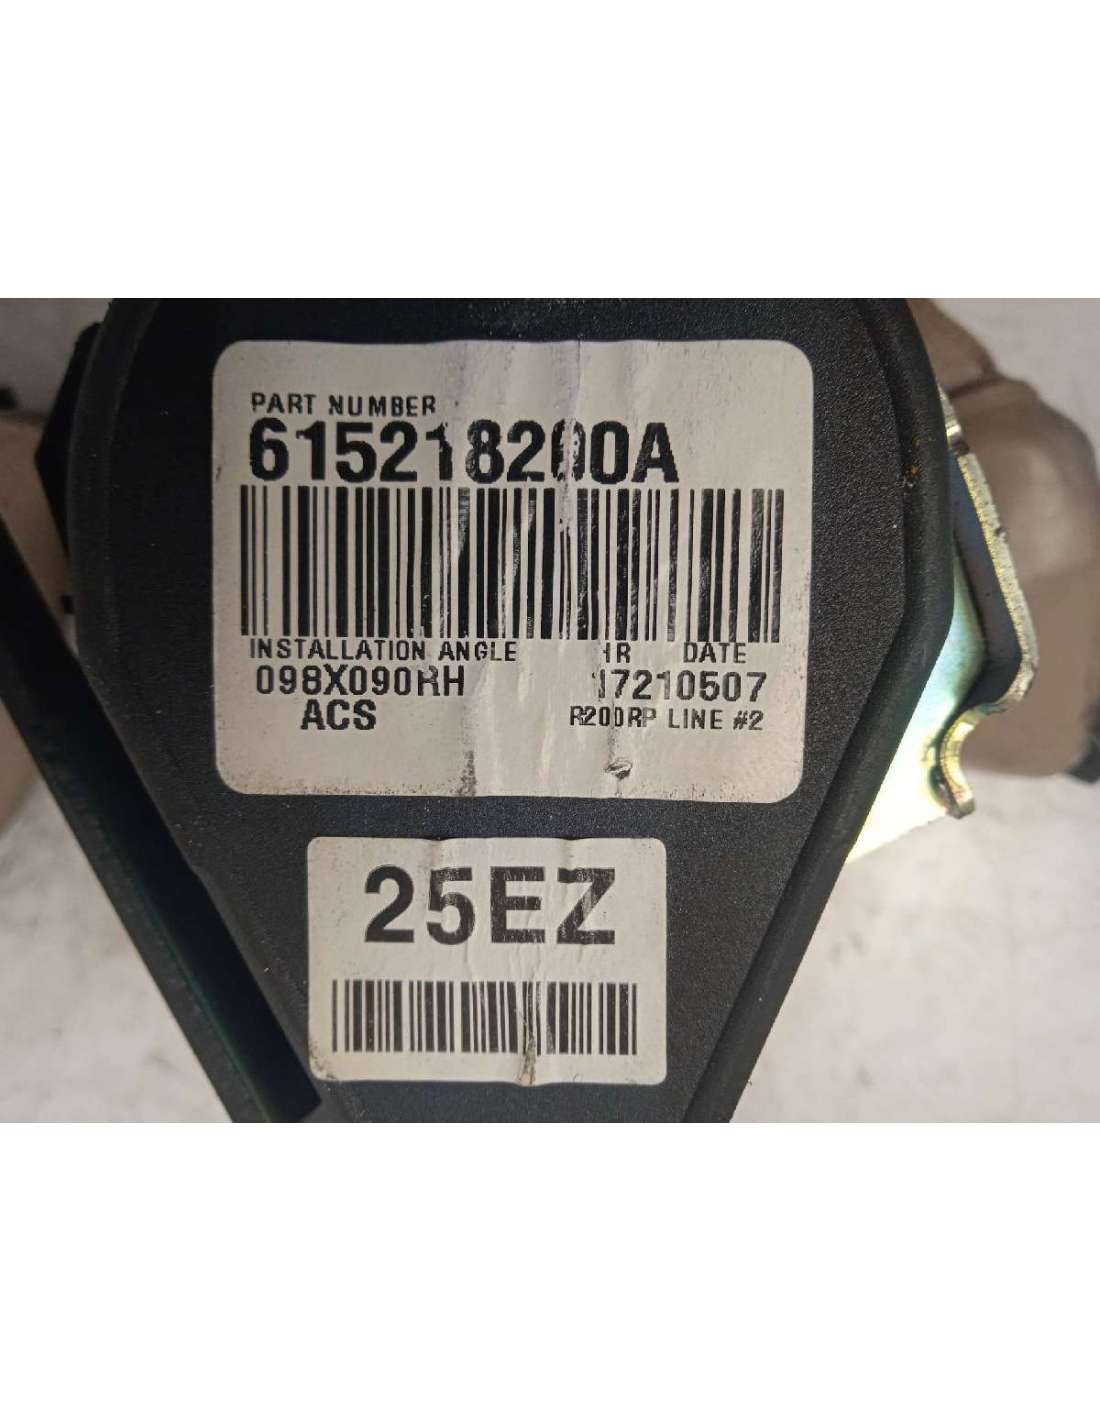 PART NUMBER
615218200A
INSTALLATION ANGLE HR DATE
098X090RH 17210507
ACS R200RP LINE #2
25EZ